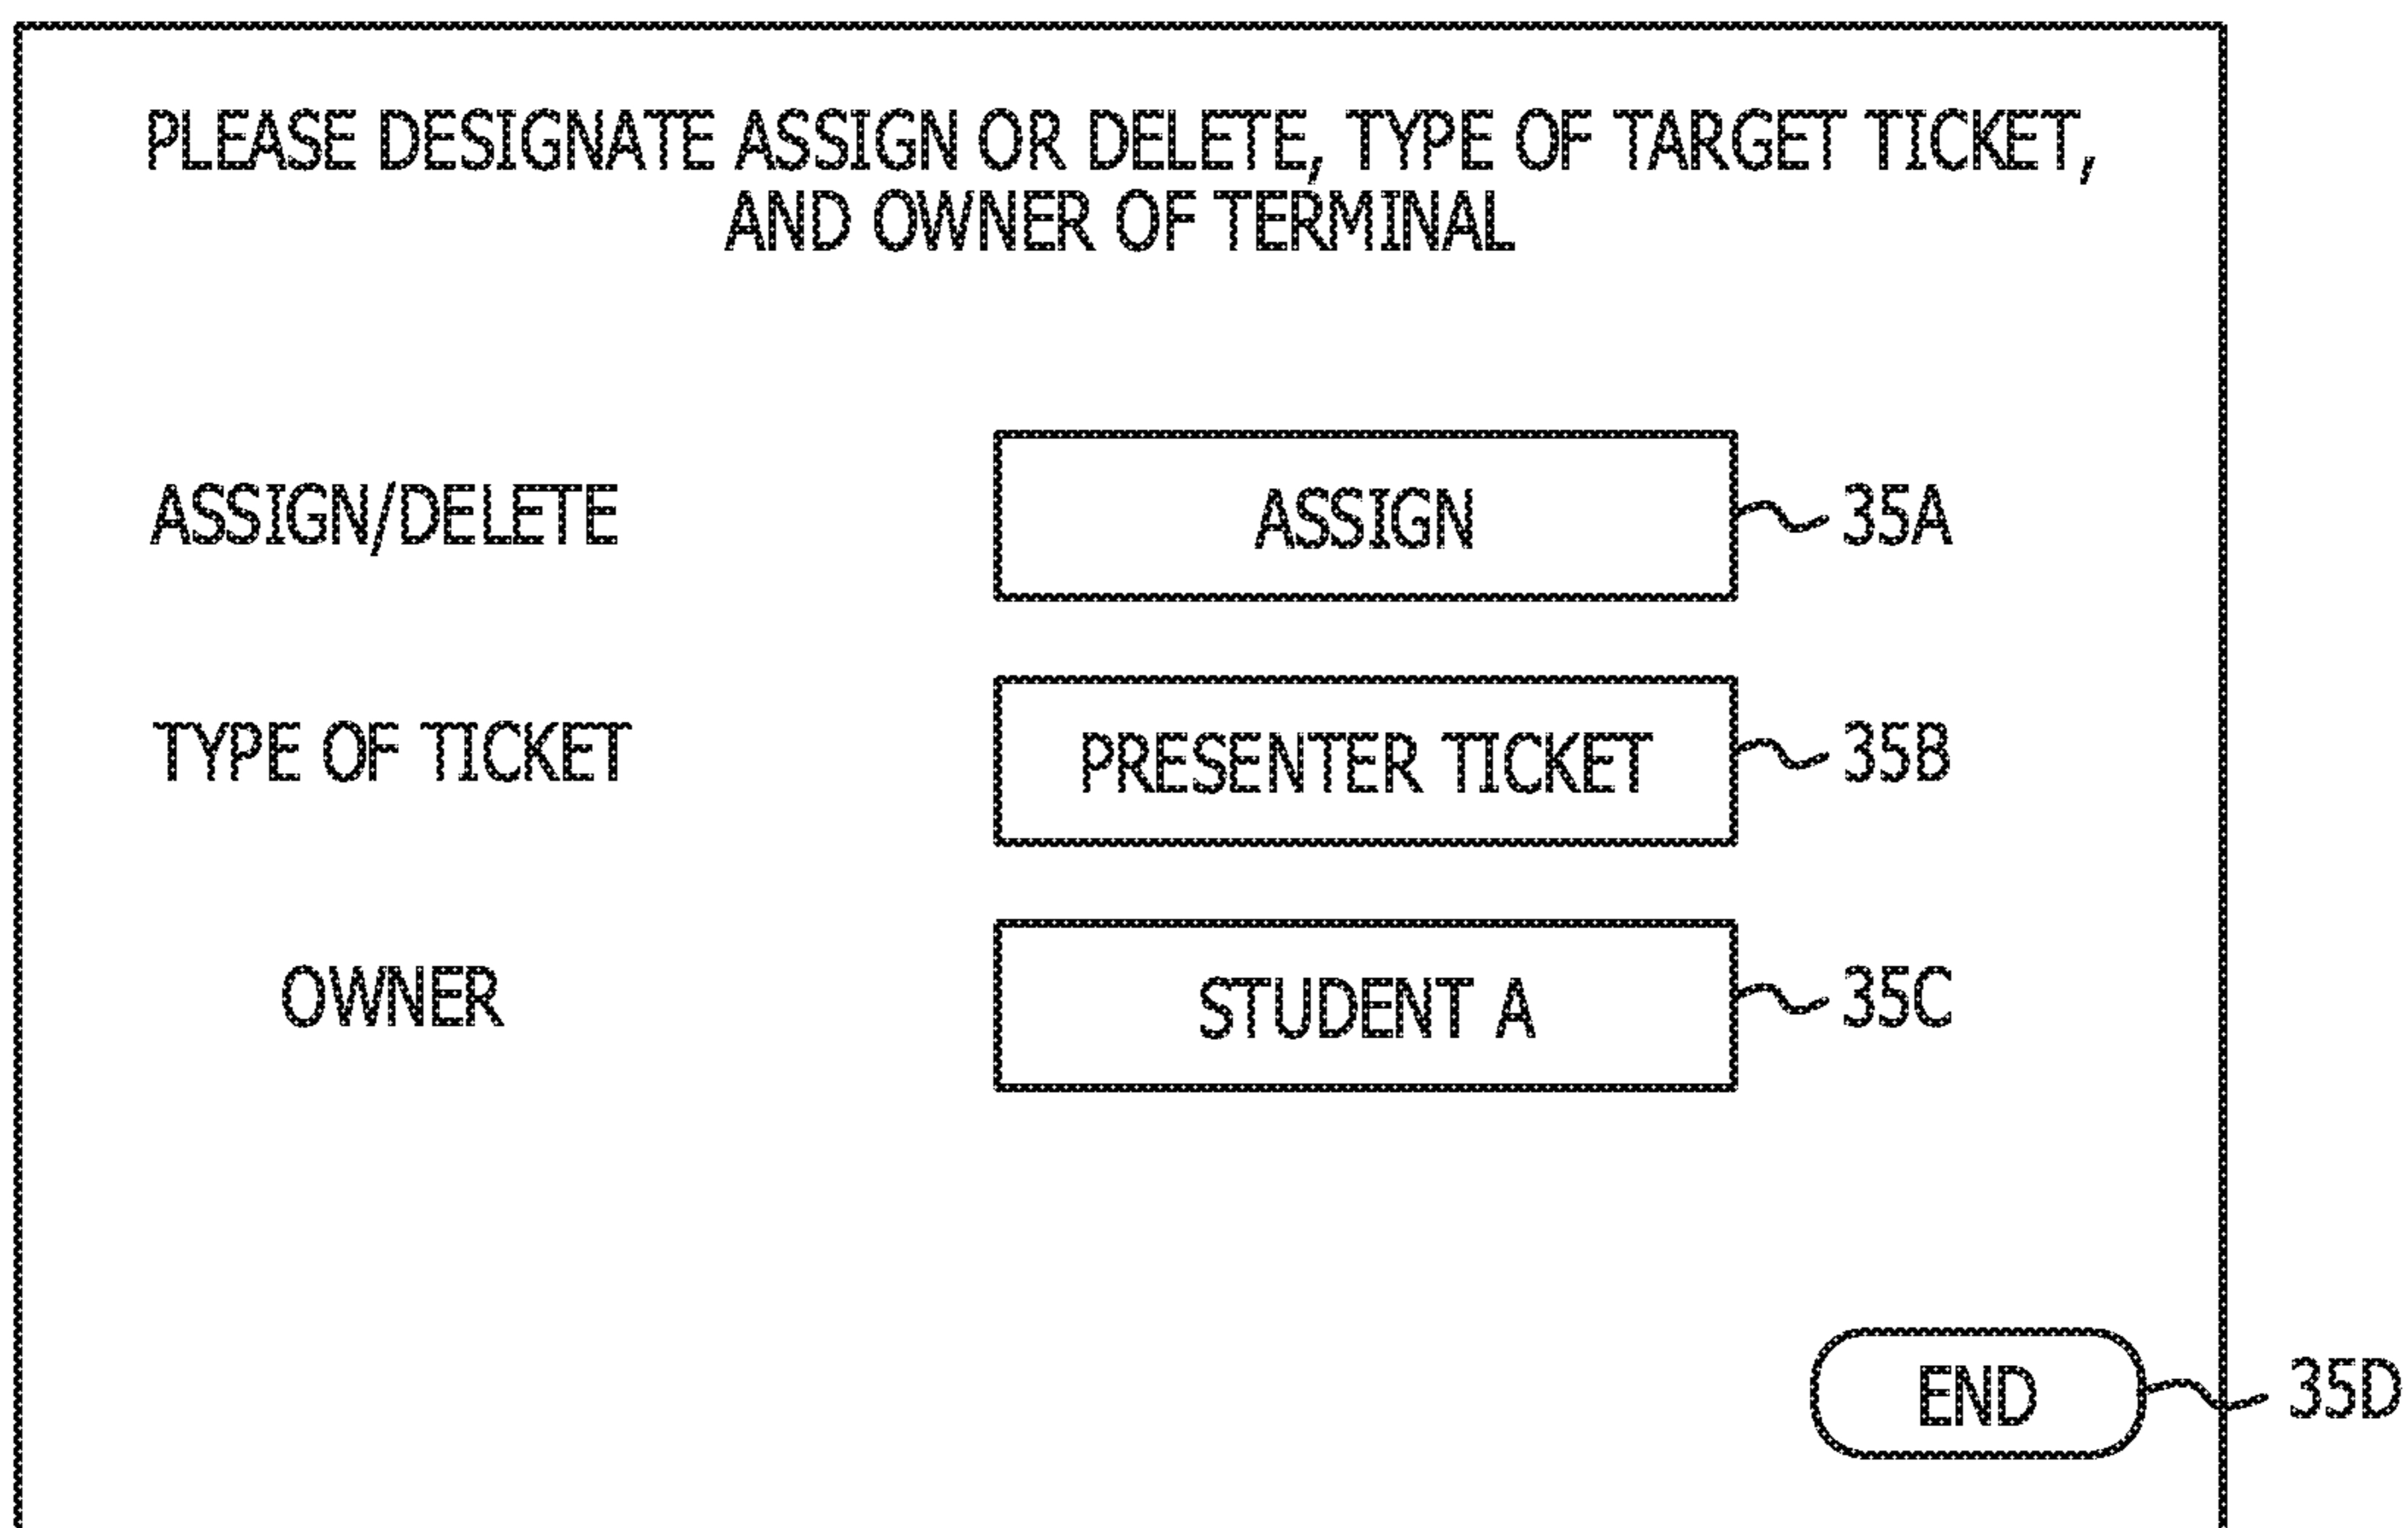 PLEASE DESIGNATE ASSIGN OR DELETE, TYPE OF TARGET TICKET,
AND OWNER OF TERMINAL
ASSIGN/DELETE ASSIGN 35A
TYPE OF TICKET PRESENTER TICKET 35B
OWNER STUDENT A 35C
END 35D